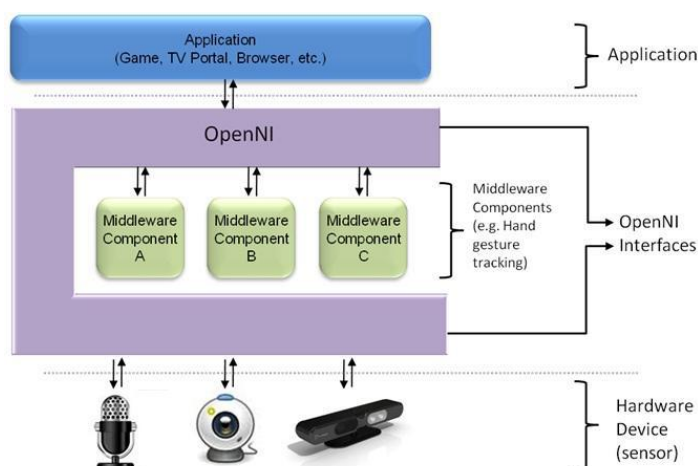 Application
(Game, TV Portal, Browser, etc.)
Application
OpenNI
Middleware
Component
A
Middleware
Component
B
Middleware
Component
C
Middleware
Components
(e.g. Hand
gesture
tracking)
OpenNI
Interfaces
Hardware
Device
(sensor)